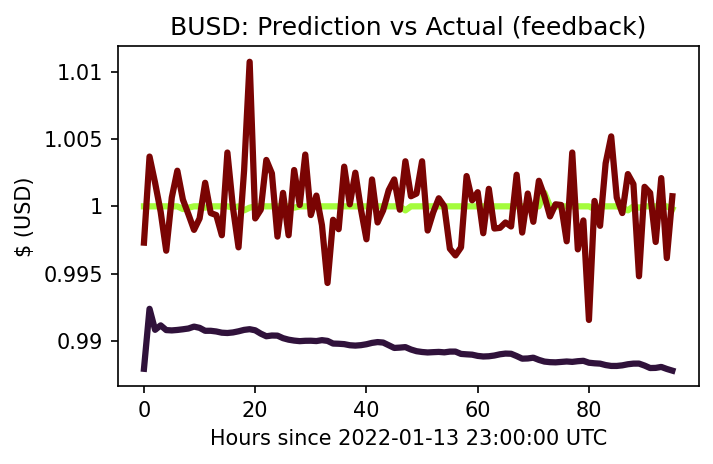 BUSD: Prediction vs Actual (feedback)
1.01
1.005
1
0.995
0.99
$ (USD)
0 20 40 60 80
Hours since 2022-01-13 23:00:00 UTC